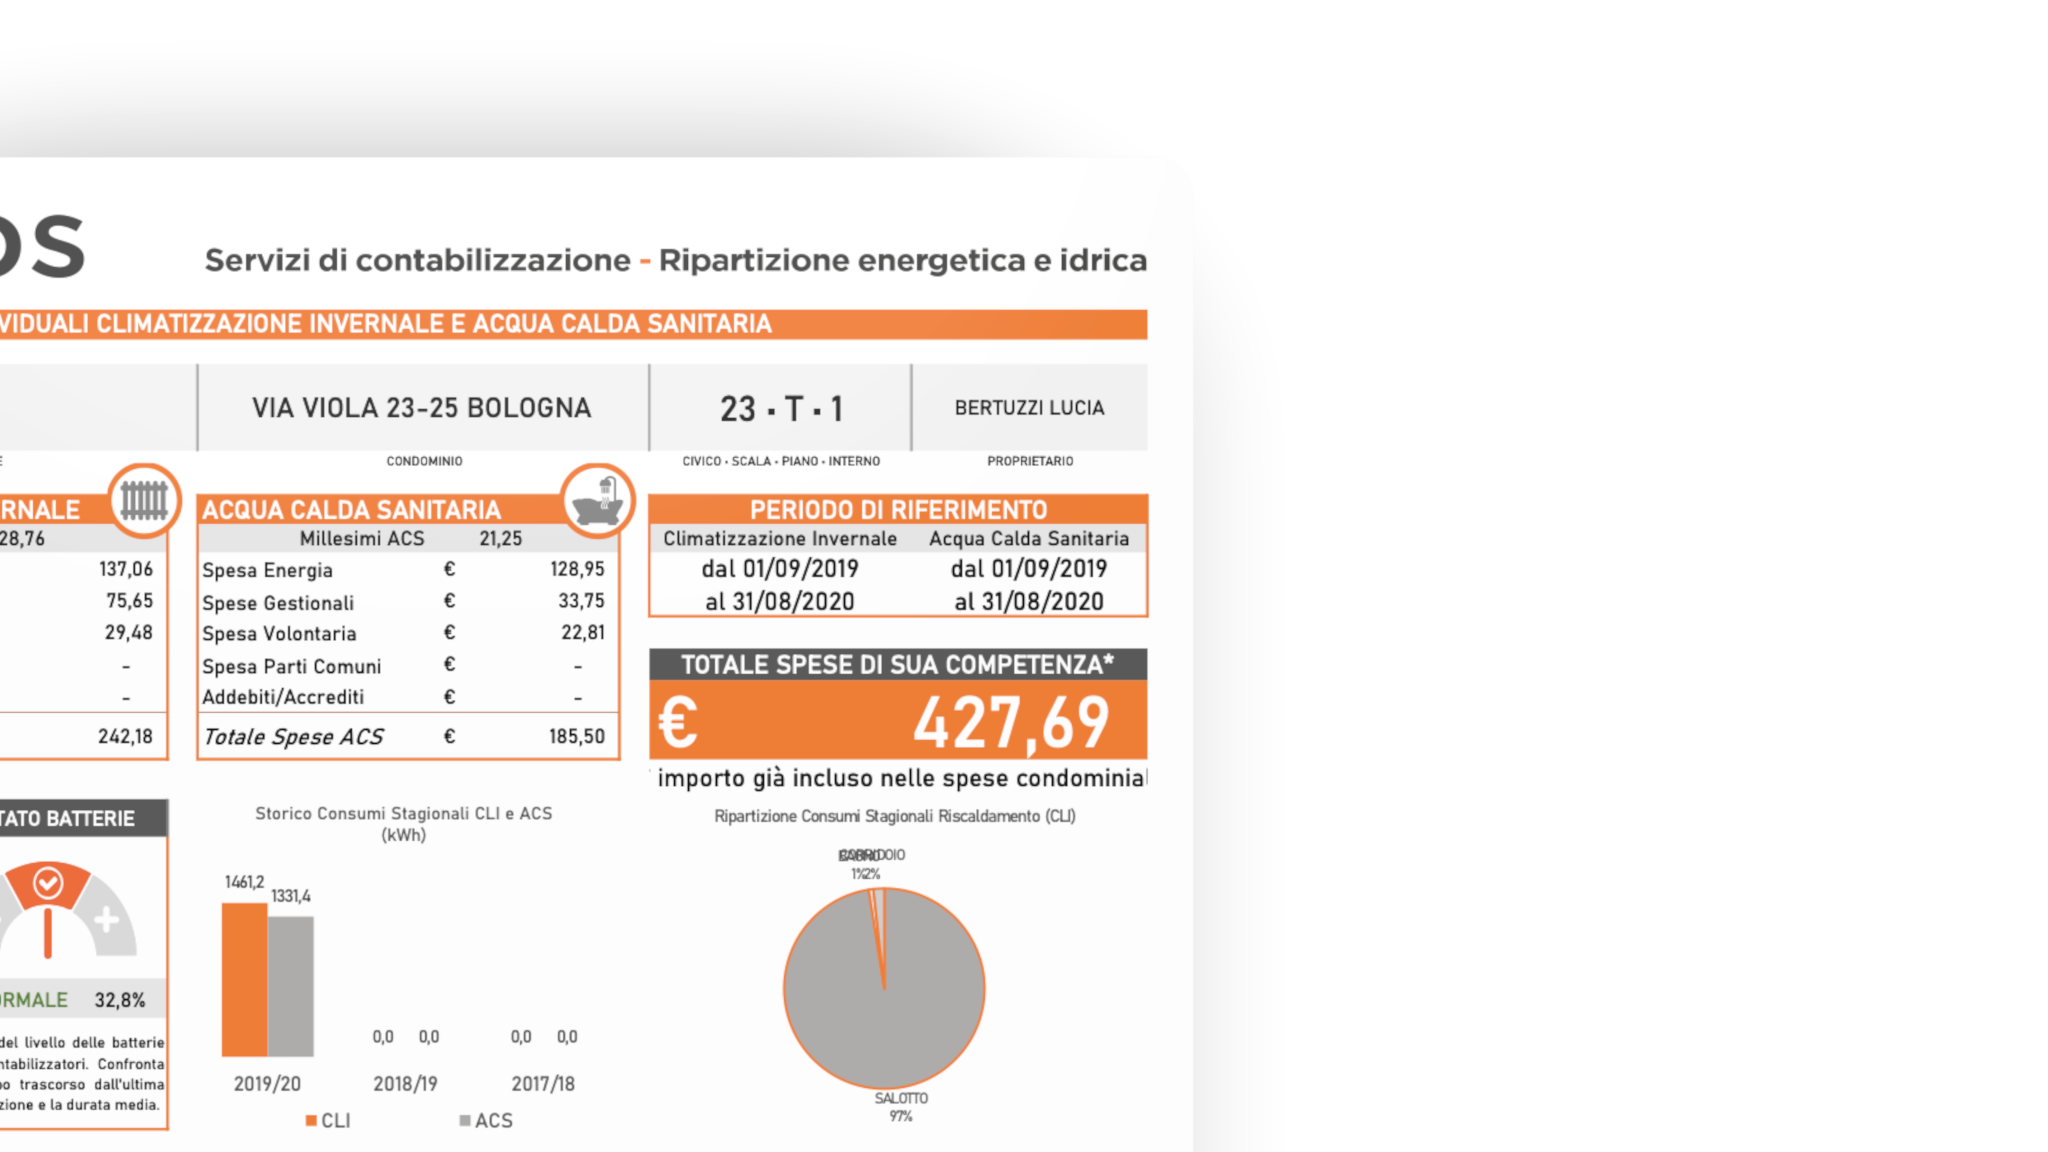 os
Servizi di contabilizzazione - Ripartizione energetica e idrica
VIDUALI CLIMATIZZAZIONE INVERNALE E ACQUA CALDA SANITARIA
VIA VIOLA 23-25 BOLOGNA
23 · T · 1
BERTUZZI LUCIA
CONDOMINIO
CIVICO · SCALA · PIANO · INTERNO
PROPRIETARIO
RNALE
28,76
137,06
75,65
29,48
-
-
242,18
ACQUA CALDA SANITARIA
Millesimi ACS 21,25
Spesa Energia € 128,95
Spese Gestionali € 33,75
Spesa Volontaria € 22,81
Spesa Parti Comuni € -
Addebiti/Accrediti € -
Totale Spese ACS € 185,50
PERIODO DI RIFERIMENTO
Climatizzazione Invernale Acqua Calda Sanitaria
dal 01/09/2019 dal 01/09/2019
al 31/08/2020 al 31/08/2020
TOTALE SPESE DI SUA COMPETENZA*
€ 427,69
importo già incluso nelle spese condominial
TATO BATTERIE
ORMALE 32,8%
del livello delle batterie
ntabilizzatori. Confronta
po trascorso dall'ultima
zione e la durata media.
Storico Consumi Stagionali CLI e ACS
(kWh)
1461,2
1331,4
0,0 0,0 0,0 0,0
2019/20 2018/19 2017/18
CLI ACS
Ripartizione Consumi Stagionali Riscaldamento (CLI)
CORRIDOIO
1% 2%
SALOTTO
97%